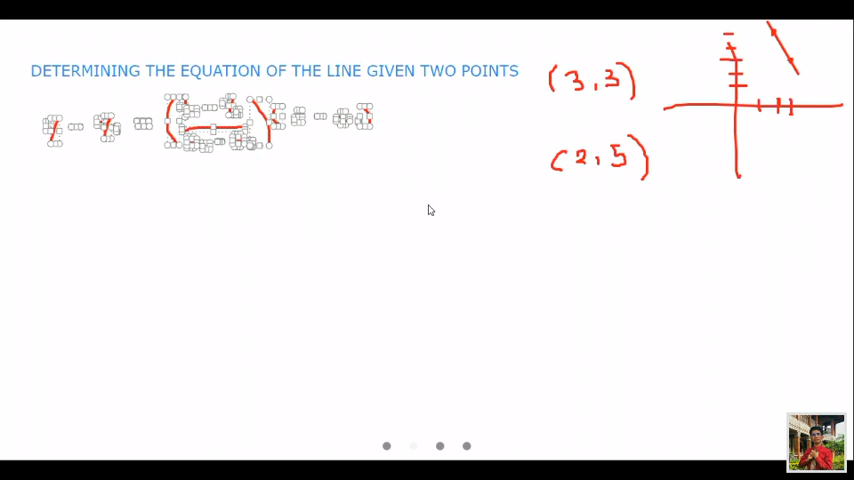 DETERMINING THE EQUATION OF THE LINE GIVEN TWO POINTS
(3,3)
(2,5)